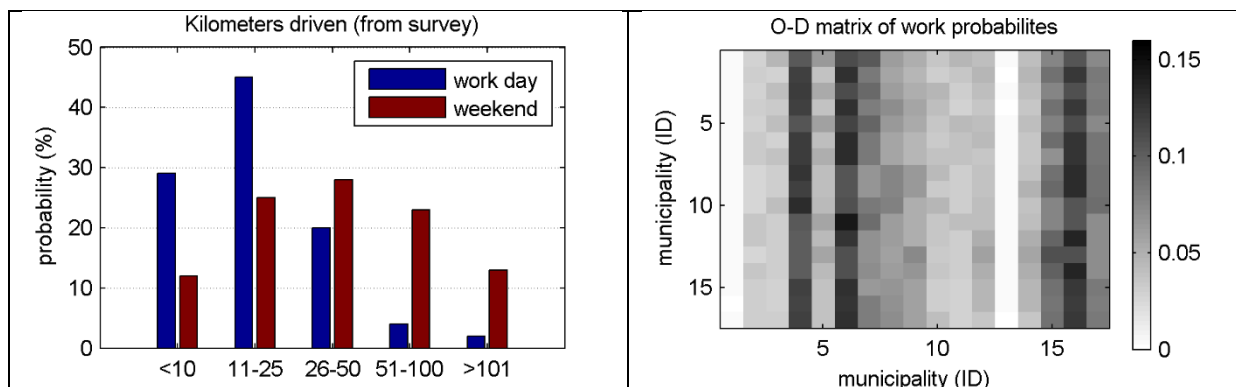 Kilometers driven (from survey)
50
40
30
20
10
0
probability (%)
work day
weekend
<10 11-25 26-50 51-100 >101
O-D matrix of work probabilites
5
10
15
municipality (ID)
5 10 15
municipality (ID)
0.15
0.1
0.05
0